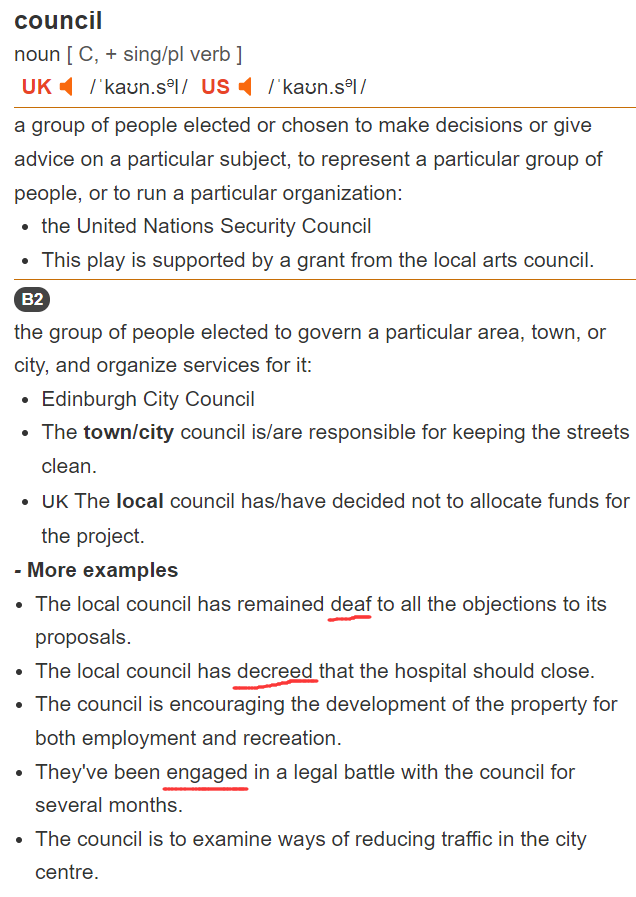 council
noun [ C, + sing/pl verb ]
UK /ˈkaʊn.sᵊl/ US /ˈkaʊn.sᵊl/
a group of people elected or chosen to make decisions or give
advice on a particular subject, to represent a particular group of
people, or to run a particular organization:
• the United Nations Security Council
• This play is supported by a grant from the local arts council.
B2
the group of people elected to govern a particular area, town, or
city, and organize services for it:
• Edinburgh City Council
• The town/city council is/are responsible for keeping the streets
clean.
• UK The local council has/have decided not to allocate funds for
the project.
- More examples
• The local council has remained deaf to all the objections to its
proposals.
• The local council has decreed that the hospital should close.
• The council is encouraging the development of the property for
both employment and recreation.
• They've been engaged in a legal battle with the council for
several months.
• The council is to examine ways of reducing traffic in the city
centre.